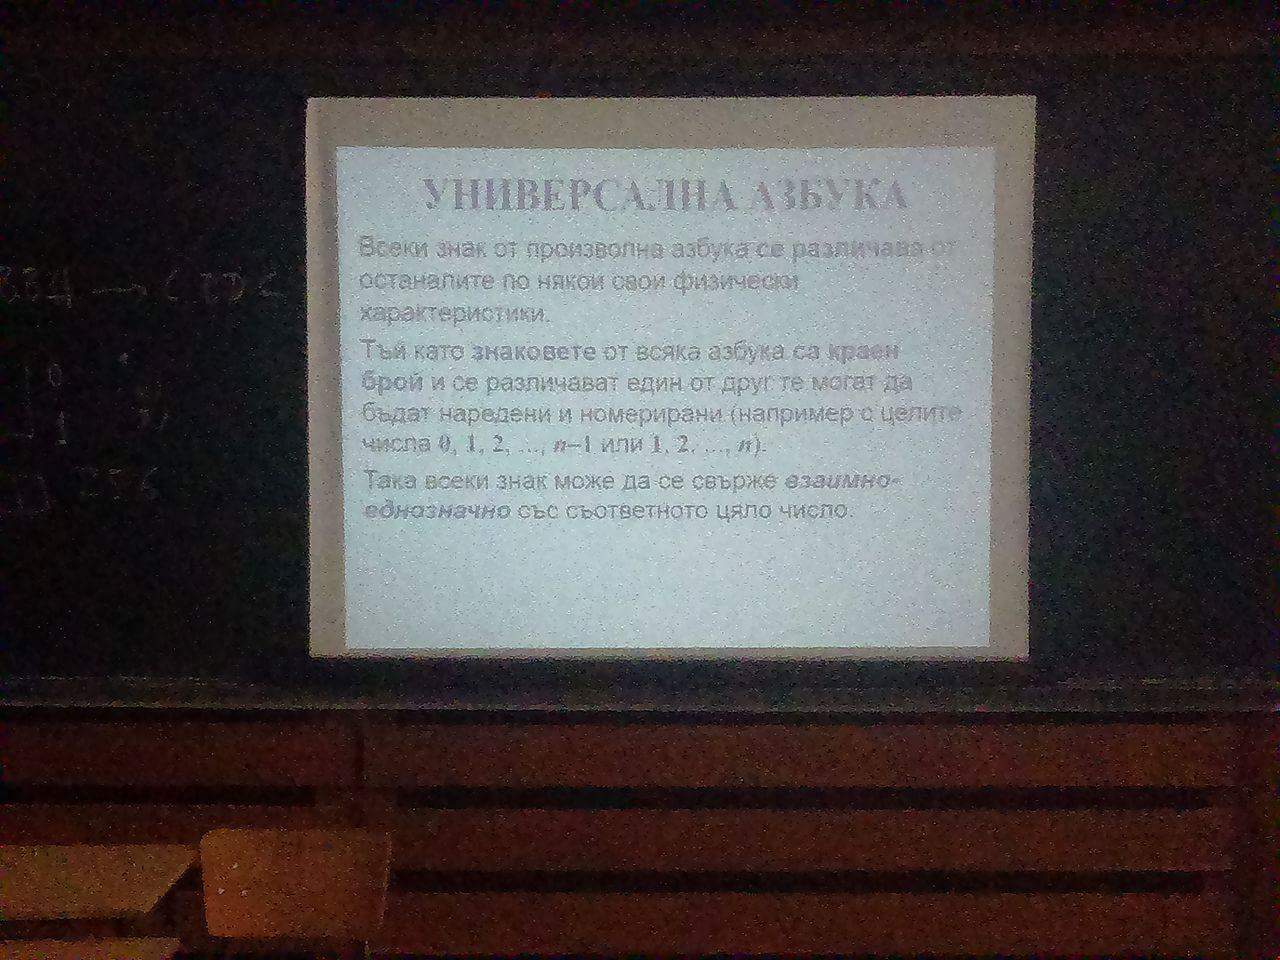 УНИВЕРСАЛНА АЗБУКА
Всеки знак от произволна азбука се различава от
останалите по някои свои физически
характеристики.
Тъй като знаковете от всяка азбука са краен
брой и се различават един от друг те могат да
бъдат наредени и номерирани (например с целите
числа 0, 1, 2, ..., n–1 или 1, 2, ..., n).
Така всеки знак може да се свърже взаимно-
еднозначно със съответното цяло число.